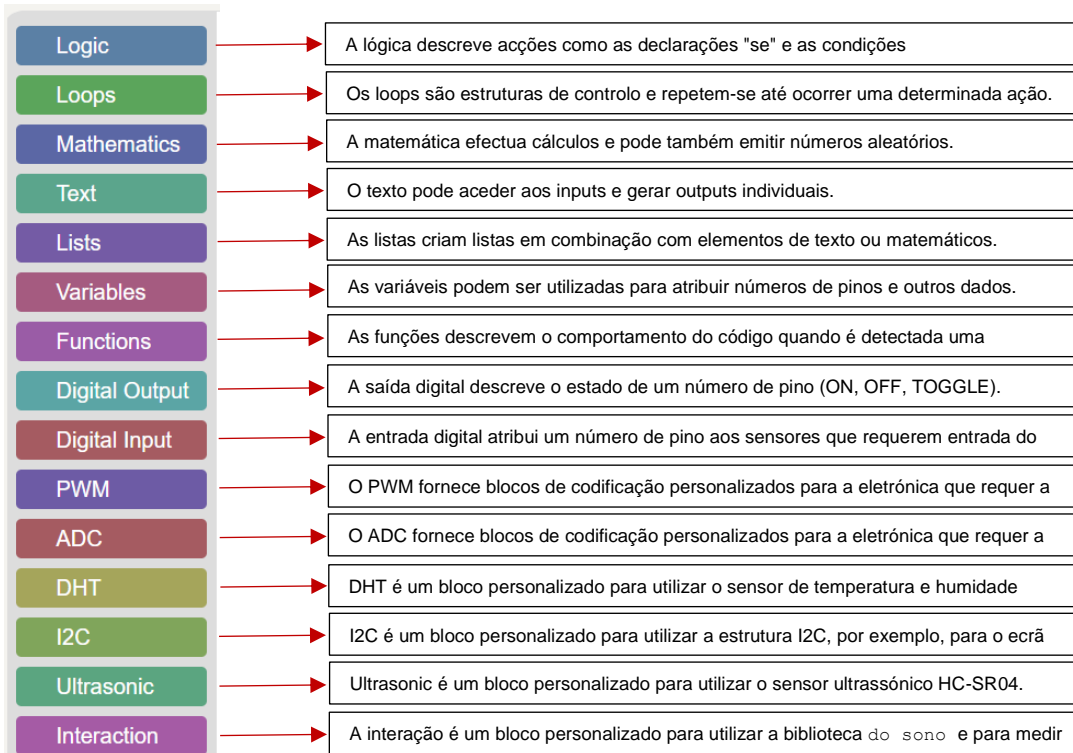 Logic
A lógica descreve acções como as declarações "se" e as condições
Loops
Os loops são estruturas de controlo e repetem-se até ocorrer uma determinada ação.
Mathematics
A matemática efectua cálculos e pode também emitir números aleatórios.
Text
O texto pode aceder aos inputs e gerar outputs individuais.
Lists
As listas criam listas em combinação com elementos de texto ou matemáticos.
Variables
As variáveis podem ser utilizadas para atribuir números de pinos e outros dados.
Functions
As funções descrevem o comportamento do código quando é detectada uma
Digital Output
A saída digital descreve o estado de um número de pino (ON, OFF, TOGGLE).
Digital Input
A entrada digital atribui um número de pino aos sensores que requerem entrada do
PWM
O PWM fornece blocos de codificação personalizados para a eletrónica que requer a
ADC
O ADC fornece blocos de codificação personalizados para a eletrónica que requer a
DHT
DHT é um bloco personalizado para utilizar o sensor de temperatura e humidade
I2C
I2C é um bloco personalizado para utilizar a estrutura I2C, por exemplo, para o ecrã
Ultrasonic
Ultrasonic é um bloco personalizado para utilizar o sensor ultrassónico HC-SR04.
Interaction
A interação é um bloco personalizado para utilizar a biblioteca do sono e para medir